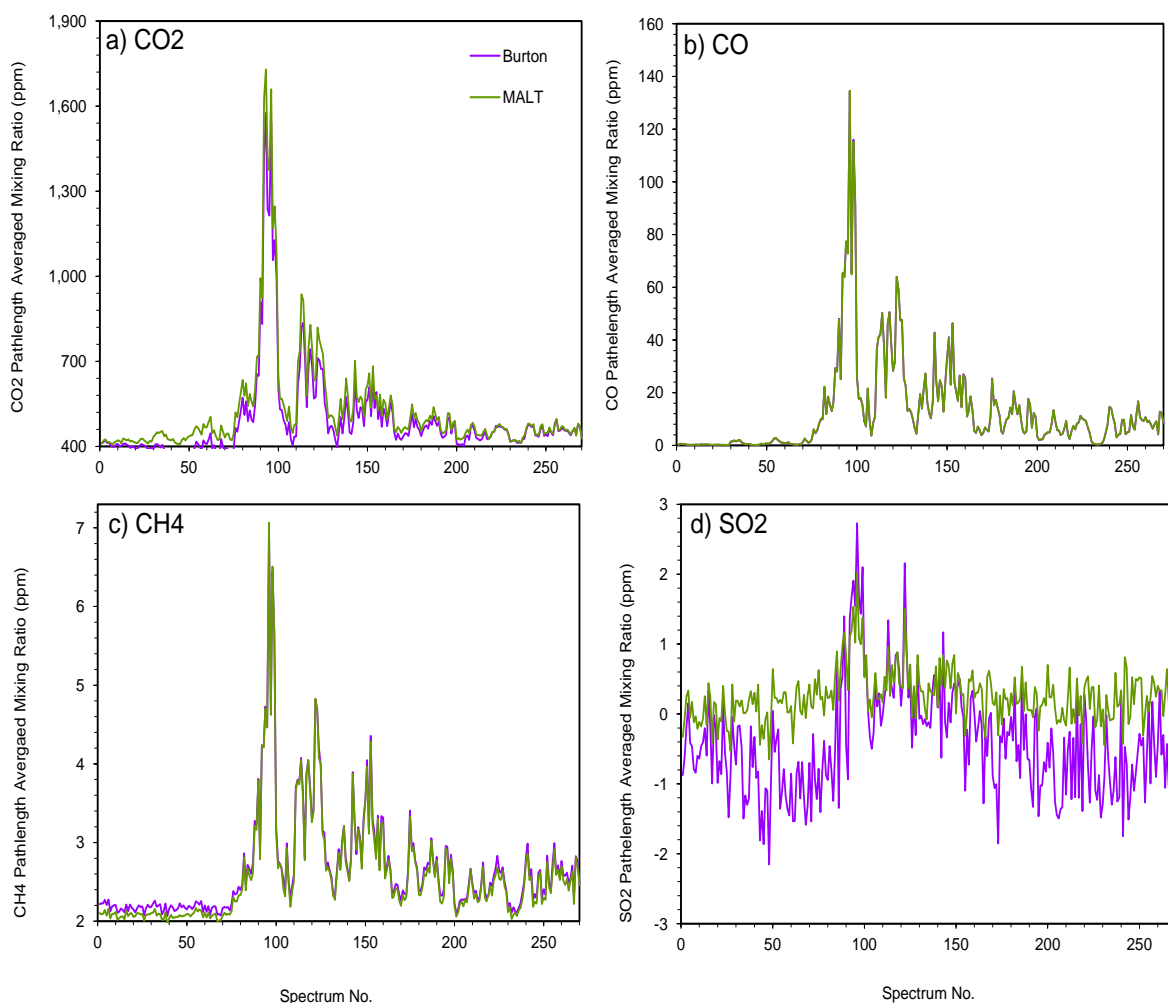 a) CO2
Burton
MALT
CO2 Pathlength Averaged Mixing Ratio (ppm)
1,900
1,600
1,300
1,000
700
400
0 50 100 150 200 250
b) CO
CO Pathelength Averaged Mixing Ratio (ppm)
160
140
120
100
80
60
40
20
0
0 50 100 150 200 250
c) CH4
CH4 Pathlength Avergaed Mixing Ratio (ppm)
7
6
5
4
3
2
0 50 100 150 200 250
Spectrum No.
d) SO2
SO2 Pathelength Averaged Mixing Ratio (ppm)
3
2
1
0
-1
-2
-3
0 50 100 150 200 250
Spectrum No.